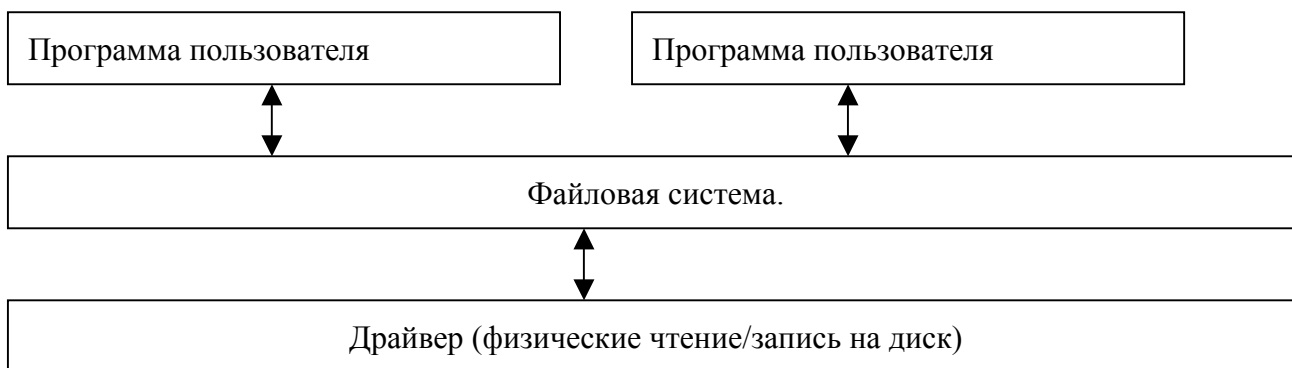 Программа пользователя
Программа пользователя
Файловая система.
Драйвер (физические чтение/запись на диск)